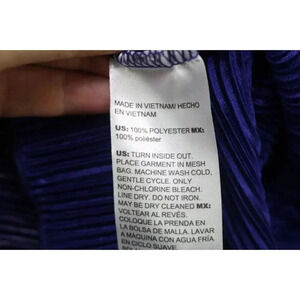 MADE IN VIETNAM/ HECHO
EN VIETNAM
US: 100% POLYESTER MX:
100% poliéster
US: TURN INSIDE OUT.
PLACE GARMENT IN MESH
BAG. MACHINE WASH COLD,
GENTLE CYCLE. ONLY
NON-CHLORINE BLEACH.
LINE DRY. DO NOT IRON.
MAY BE DRY CLEANED MX:
VOLTEAR AL REVÉS.
COLOQUE LA PRENDA EN
LA BOLSA DE MALLA. LAVAR
A MAQUINA CON AGUA FRÍA
EN CICLO SUAVE